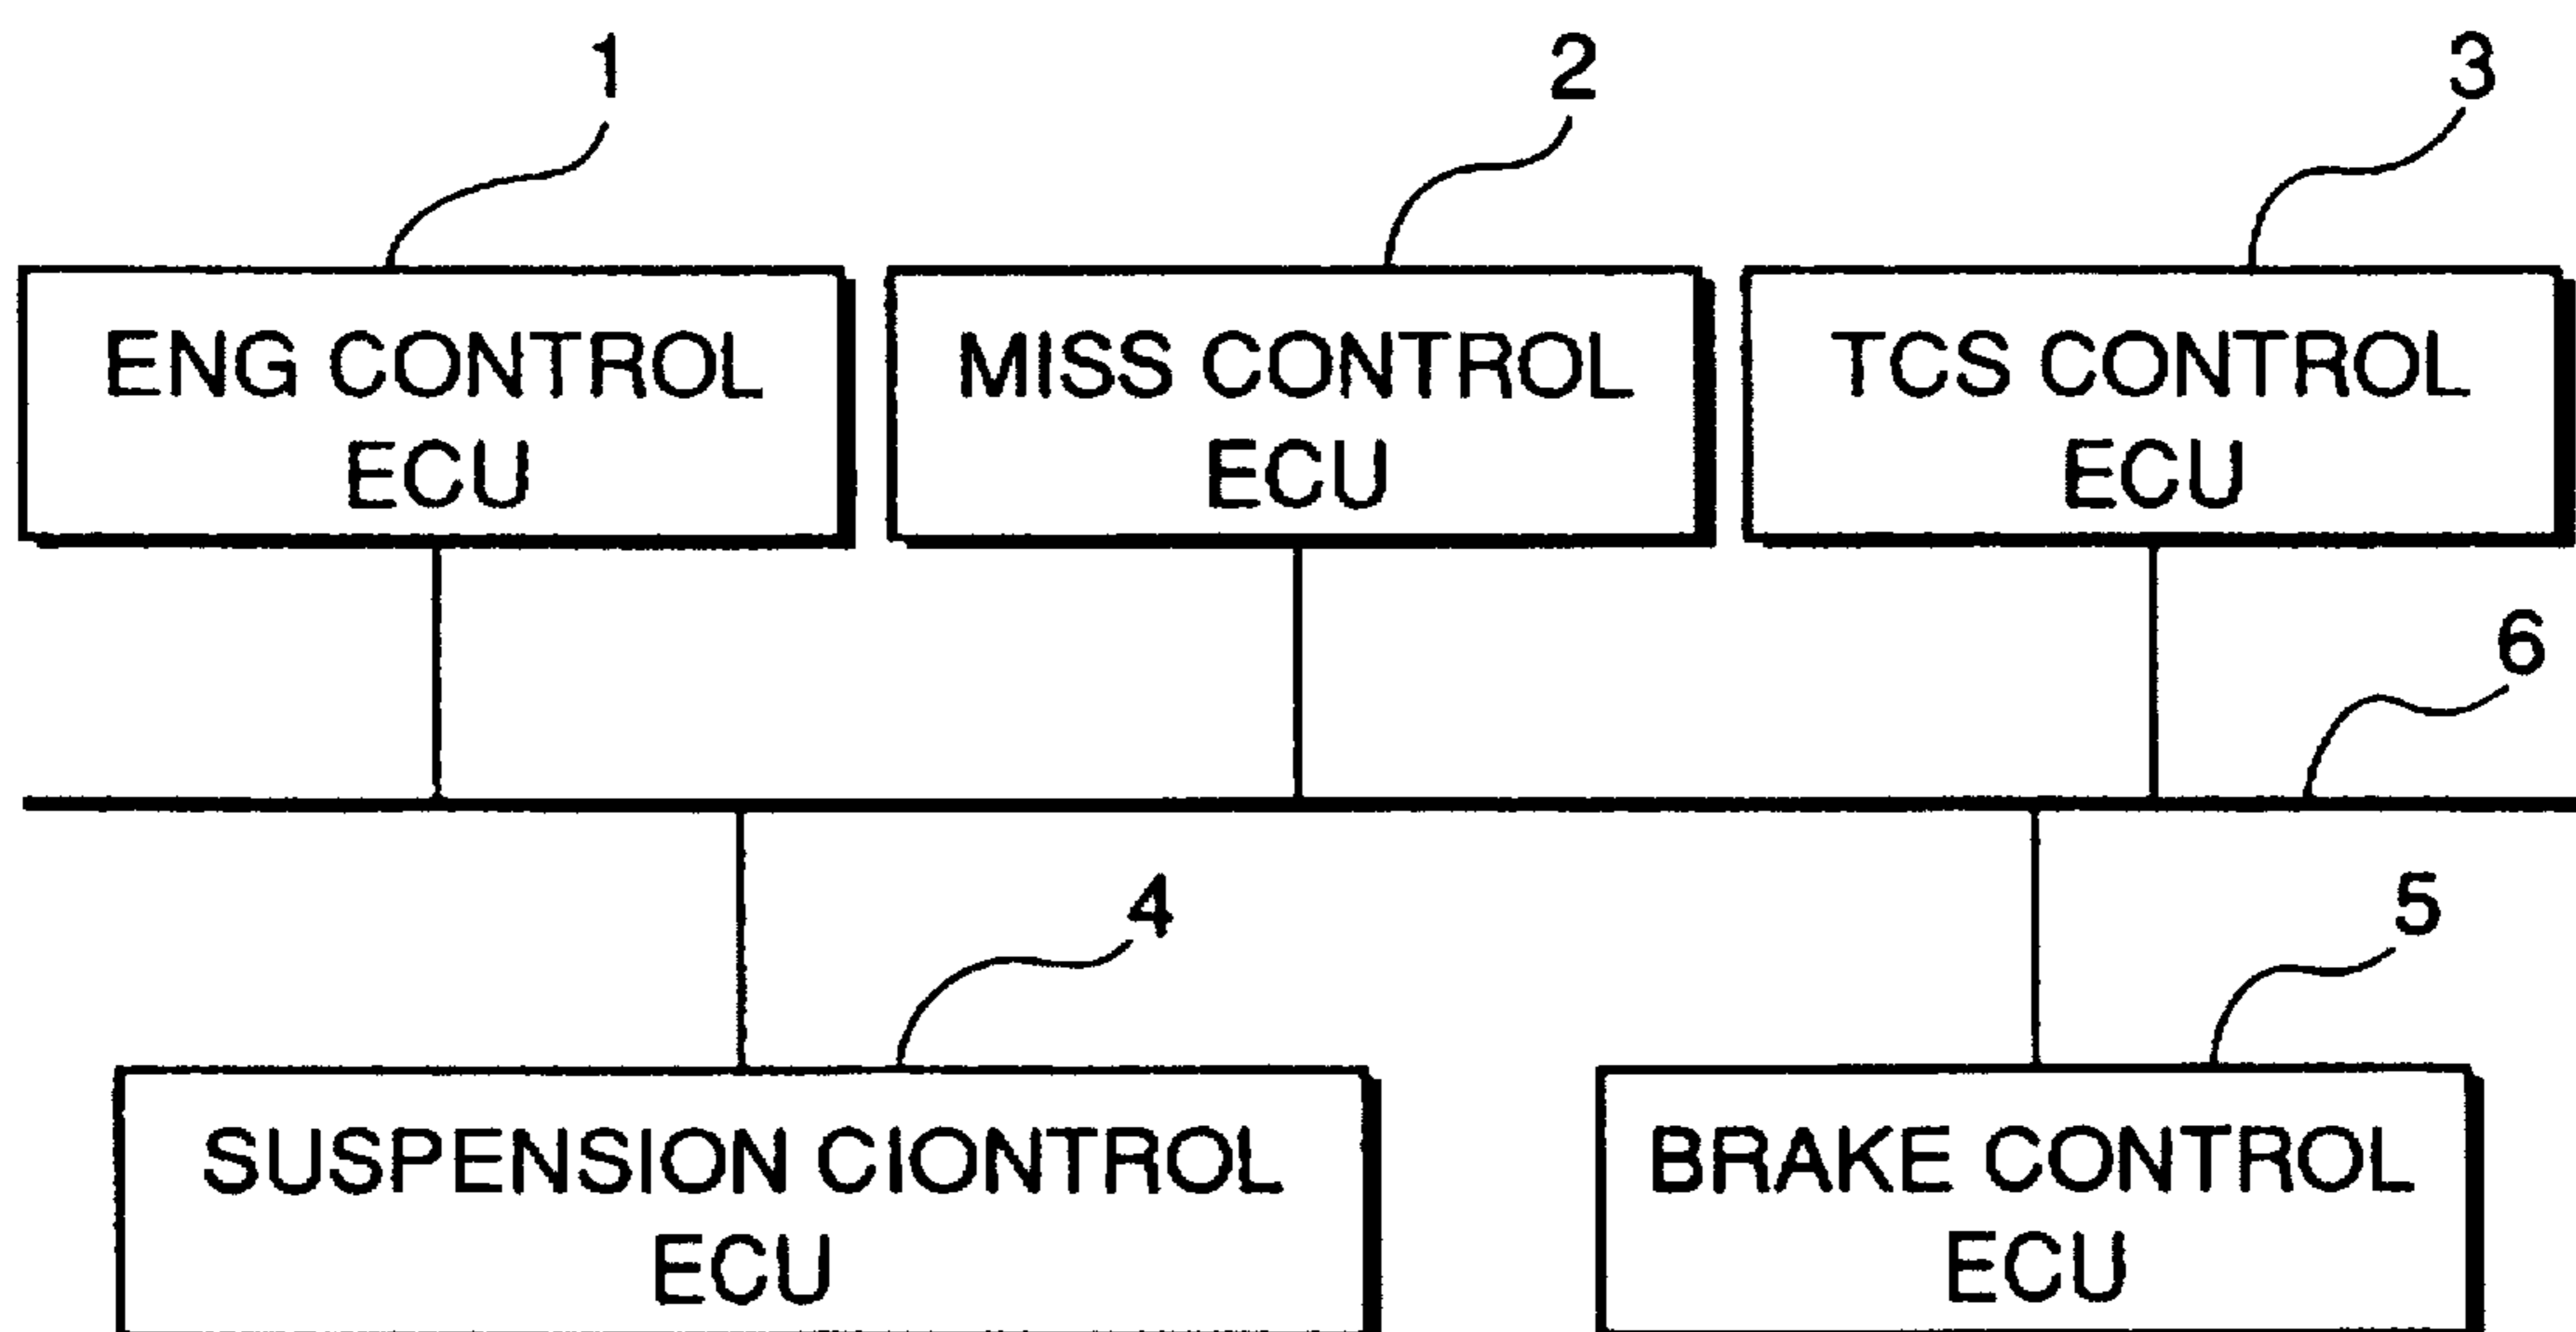 1
2
3
ENG CONTROL
ECU
MISS CONTROL
ECU
TCS CONTROL
ECU
6
4
5
SUSPENSION CIONTROL
ECU
BRAKE CONTROL
ECU